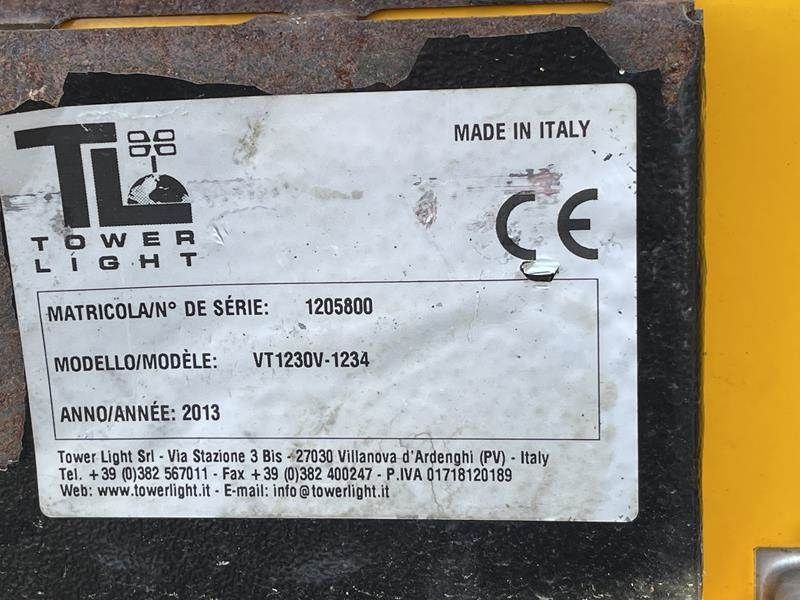 TL
MADE IN ITALY
TOWER
LIGHT
CE
MATRICOLA/N° DE SÉRIE: 1205800
MODELLO/MODÈLE: VT1230V-1234
ANNO/ANNÉE: 2013
Tower Light Srl - Via Stazione 3 Bis - 27030 Villanova d'Ardenghi (PV) - Italy
Tel. +39 (0)382 567011 - Fax +39 (0)382 400247 - P.IVA 01718120189
Web: www.towerlight.it - E-mail: info@towerlight.it